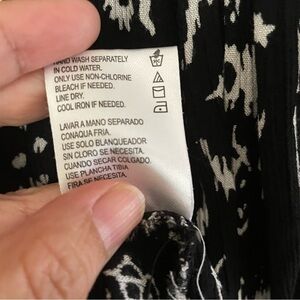 HAND WASH SEPARATELY
IN COLD WATER.
ONLY USE NON-CHLORINE
BLEACH IF NEEDED.
LINE DRY.
COOL IRON IF NEEDED.
LAVAR A MANO SEPARADO
CONAQUA FRIA.
USE SOLO BLANQUEADOR
SIN CLORO SE NECESITA.
CUANDO SECAR COLGADO.
USE PLANCHA TIBIA
FIRA SE NECESITA.